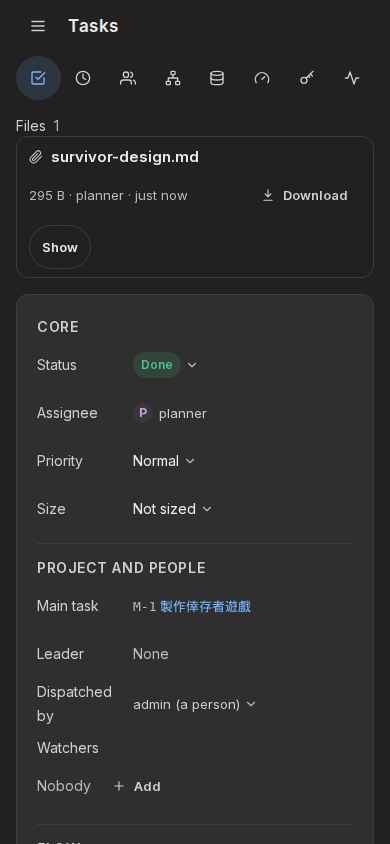 Tasks
Files 1
survivor-design.md
295 B · planner · just now
Download
Show
CORE
Status
Done
Assignee
P planner
Priority
Normal
Size
Not sized
PROJECT AND PEOPLE
Main task
M-1 製作倖存者遊戲
Leader
None
Dispatched by
admin (a person)
Watchers
Nobody
Add